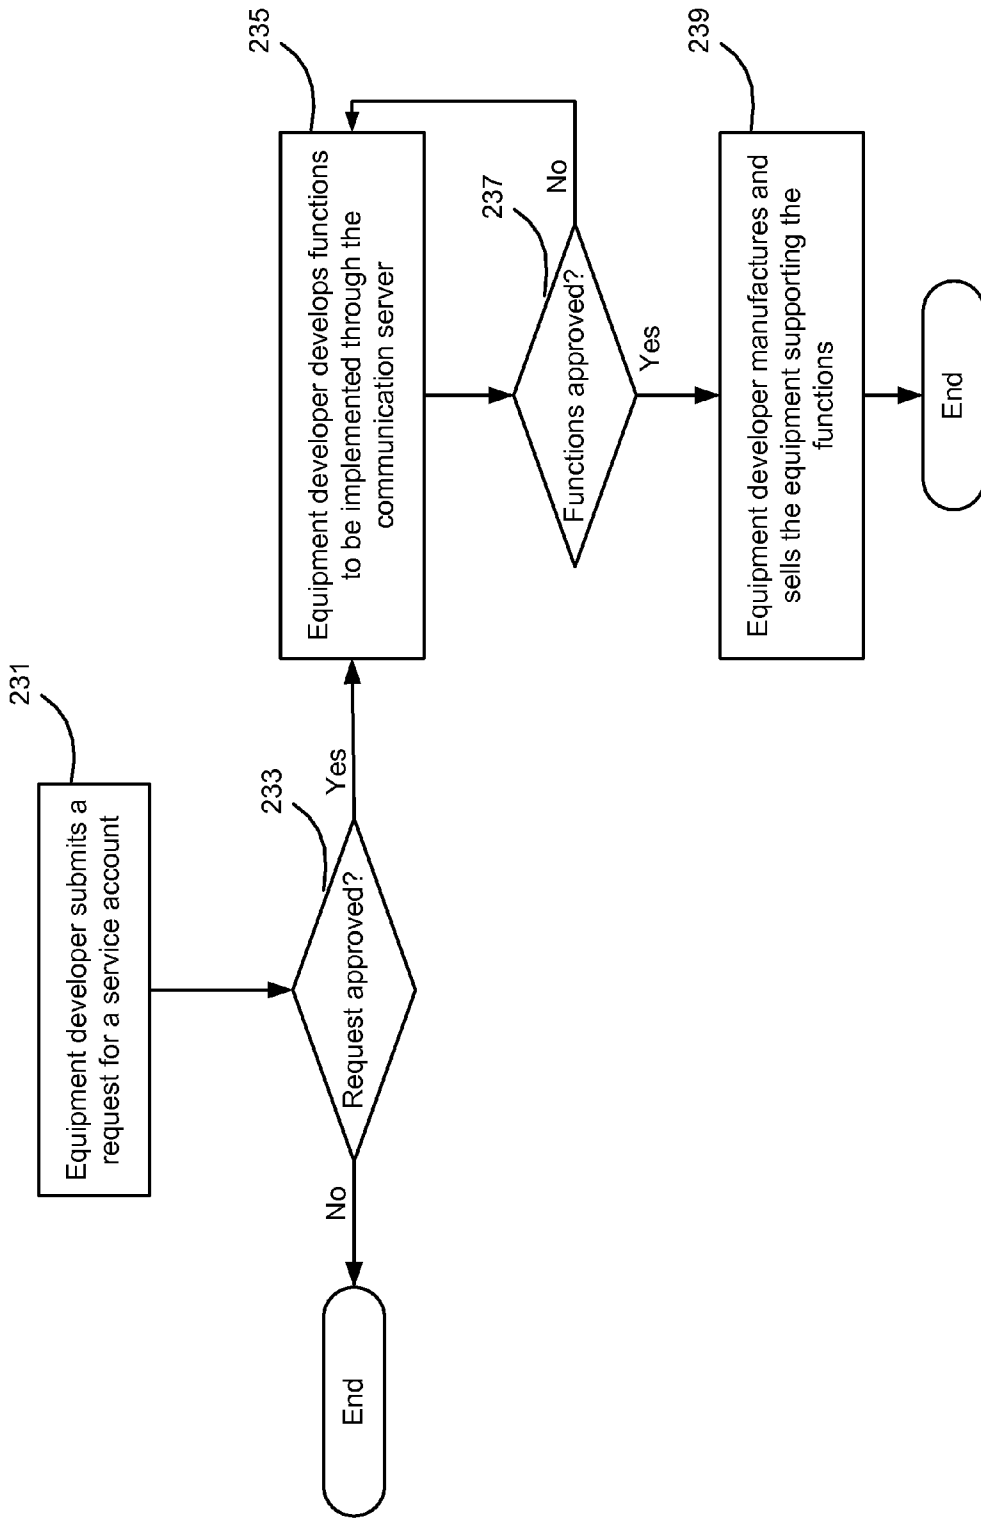 231
Equipment developer submits a
request for a service account
233
Request approved?
No
End
Yes
235
Equipment developer develops functions
to be implemented through the
communication server
237
Functions approved?
No
Yes
239
Equipment developer manufactures and
sells the equipment supporting the
functions
End